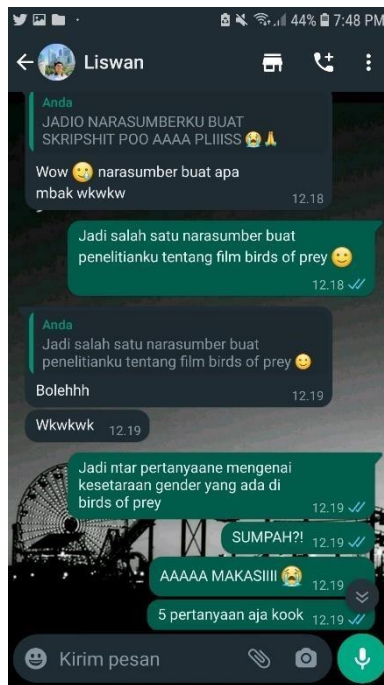 44% 7:48 PM
Liswan
Anda
JADIO NARASUMBERKU BUAT
SKRIPSHIT POO AAAA PLIIISS 😭🙏
Wow 🥲 narasumber buat apa
mbak wkwkw
12.18
Jadi salah satu narasumber buat
penelitianku tentang film birds of prey 🙂
12.18
Anda
Jadi salah satu narasumber buat
penelitianku tentang film birds of prey 🙂
Bolehhh
12.19
Wkwkwk 12.19
Jadi ntar pertanyaane mengenai
kesetaraan gender yang ada di
birds of prey
12.19
SUMPAH?! 12.19
AAAAA MAKASIIII 😭 12.19
5 pertanyaan aja kook 12.19
Kirim pesan